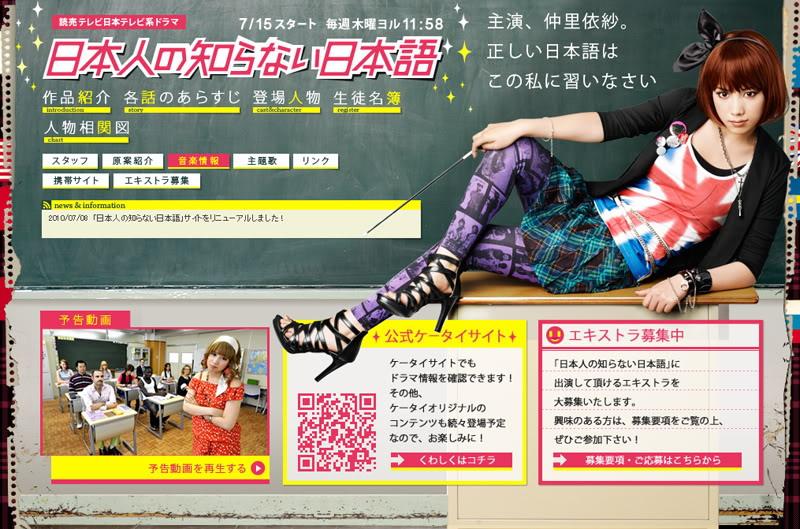 読売テレビ日本テレビ系ドラマ
7/15スタート 毎週木曜ヨル11:58
日本人の知らない日本語
主演、仲里依紗。
正しい日本語は
この私に習いなさい
作品紹介 各話のあらすじ 登場人物 生徒名簿
introduction story cast&character register
人物相関図
chart
スタッフ 原案紹介 音楽情報 主題歌 リンク
携帯サイト エキストラ募集
news & information
2010/07/08 「日本人の知らない日本語」サイトをリニューアルしました!
予告動画
予告動画を再生する
公式ケータイサイト
ケータイサイトでも
ドラマ情報を確認できます!
その他、
ケータイオリジナルの
コンテンツも続々登場予定
なので、お楽しみに!
くわしくはコチラ
エキストラ募集中
「日本人の知らない日本語」に
出演して頂けるエキストラを
大募集いたします。
興味のある方は、募集要項をご覧の上、
ぜひご参加下さい!
募集要項・ご応募はこちらから